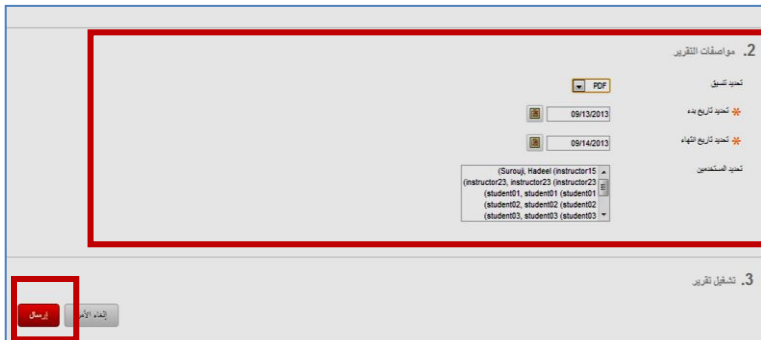 2. مواصفات التقرير
تحديد تنسيق PDF
تحديد تاريخ بدء 09/13/2013
تحديد تاريخ انتهاء 09/14/2013
تحديد المستخدمين
(Surouji, Hadeel (instructor15
(instructor23, instructor23 (instructor23
(student01, student01 (student01
(student02, student02 (student02
(student03, student03 (student03
3. تشغيل تقرير
إلغاء الأمر إرسال